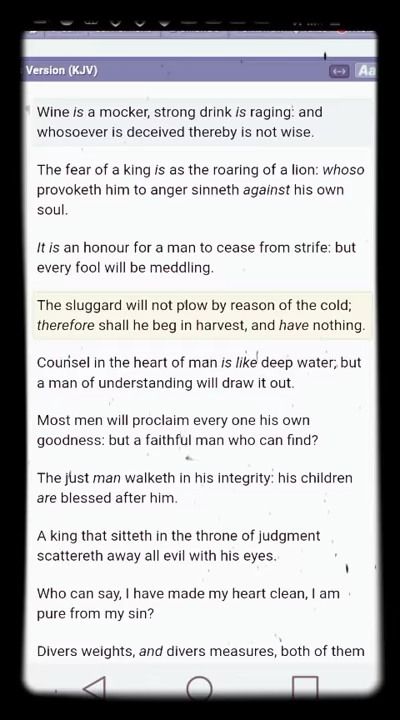 Version (KJV)
Aa
Wine is a mocker, strong drink is raging: and
whosoever is deceived thereby is not wise.
The fear of a king is as the roaring of a lion: whoso
provoketh him to anger sinneth against his own
soul.
It is an honour for a man to cease from strife: but
every fool will be meddling.
The sluggard will not plow by reason of the cold;
therefore shall he beg in harvest, and have nothing.
Counsel in the heart of man is like deep water; but
a man of understanding will draw it out.
Most men will proclaim every one his own
goodness: but a faithful man who can find?
The just man walketh in his integrity: his children
are blessed after him.
A king that sitteth in the throne of judgment
scattereth away all evil with his eyes.
Who can say, I have made my heart clean, I am
pure from my sin?
Divers weights, and divers measures, both of them